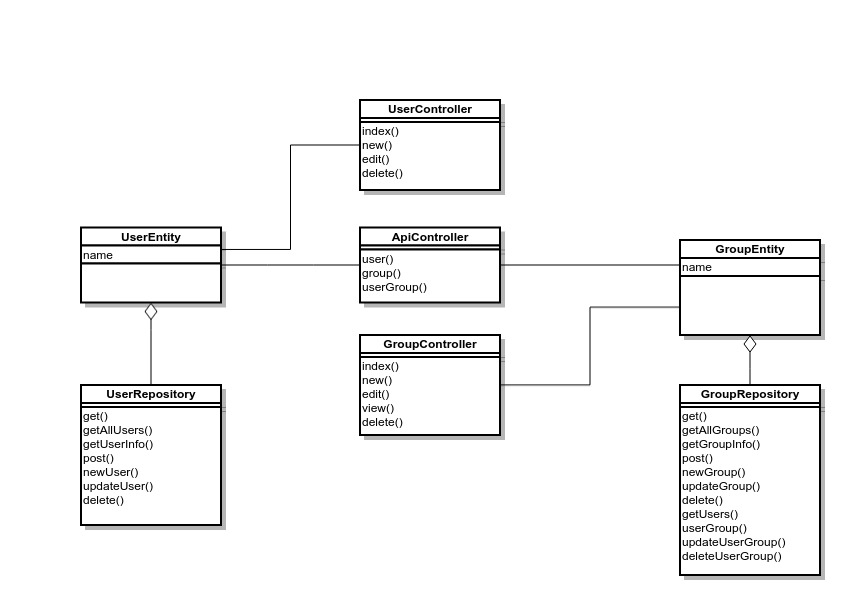 UserController
index()
new()
edit()
delete()
UserEntity
name
ApiController
user()
group()
userGroup()
GroupEntity
name
GroupController
index()
new()
edit()
view()
delete()
UserRepository
get()
getAllUsers()
getUserInfo()
post()
newUser()
updateUser()
delete()
GroupRepository
get()
getAllGroups()
getGroupInfo()
post()
newGroup()
updateGroup()
delete()
getUsers()
userGroup()
updateUserGroup()
deleteUserGroup()